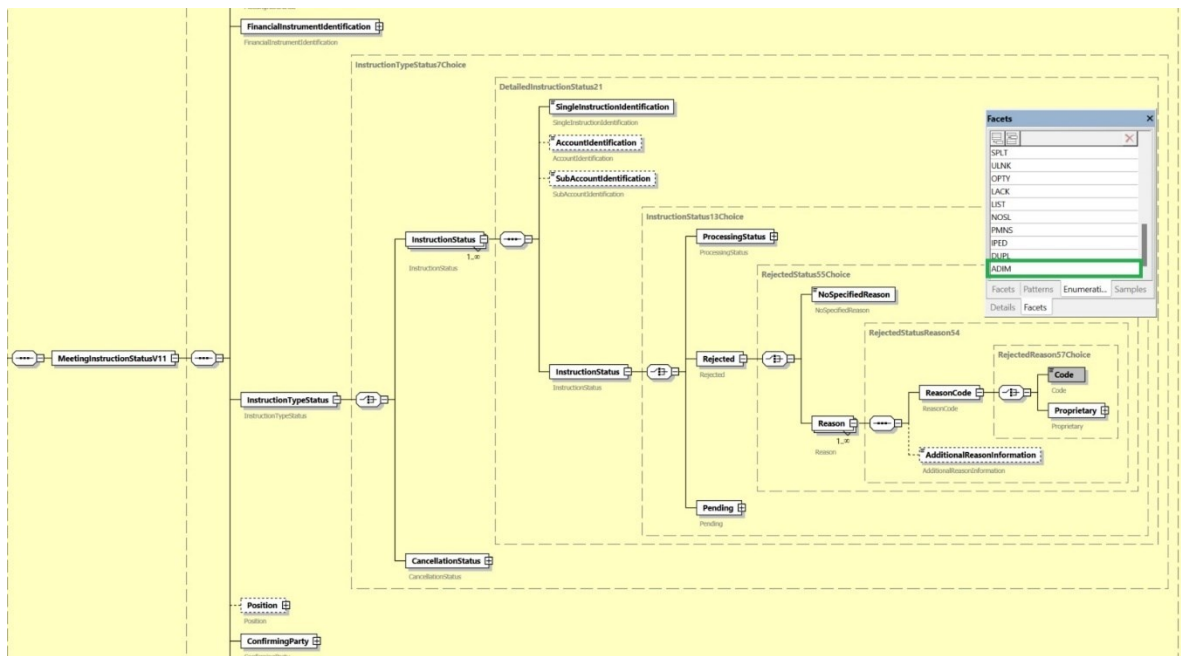 FinancialInstrumentIdentification
FinancialInstrumentIdentification
InstructionTypeStatus7Choice
DetailedInstructionStatus21
SingleInstructionIdentification
SingleInstructionIdentification
AccountIdentification
AccountIdentification
SubAccountIdentification
SubAccountIdentification
InstructionStatus13Choice
InstructionStatus
1..∞
InstructionStatus
ProcessingStatus
ProcessingStatus
RejectedStatus55Choice
NoSpecifiedReason
NoSpecifiedReason
RejectedStatusReason54
RejectedReason57Choice
MeetingInstructionStatusV11
InstructionStatus
InstructionStatus
Rejected
Rejected
Code
Code
ReasonCode
ReasonCode
Proprietary
Proprietary
InstructionTypeStatus
InstructionTypeStatus
Reason
1..∞
Reason
AdditionalReasonInformation
AdditionalReasonInformation
Pending
Pending
CancellationStatus
CancellationStatus
Position
Position
ConfirmingParty
Facets
SPLT
ULNK
OPTY
LACK
LIST
NOSL
PMNS
IPED
DUPL
ADIM
Facets Patterns Enumerati... Samples
Details Facets